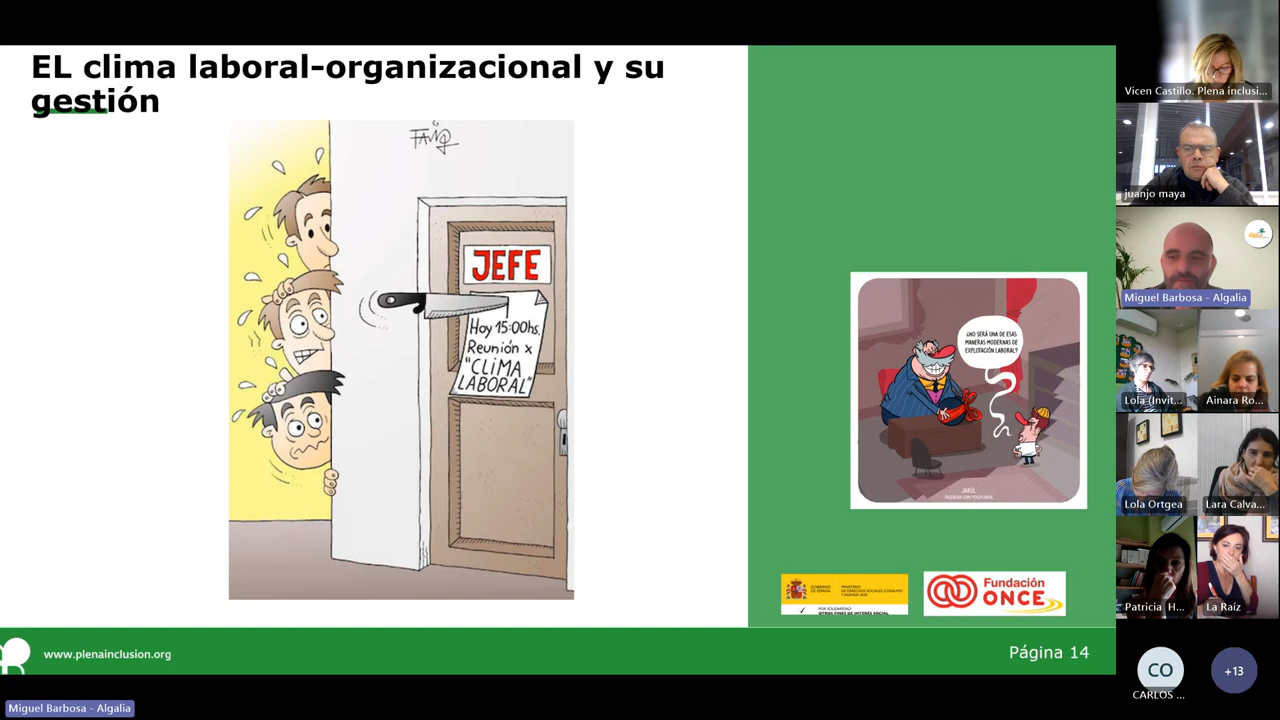 EL clima laboral-organizacional y su
gestión
FAIQ
JEFE
Hoy 15:00hs.
Reunión x
"CLIMA
LABORAL"
¿NO SERÁ UNA DE ESAS
MANERAS MODERNAS DE
EXPLOTACIÓN LABORAL?
GOBIERNO
DE ESPAÑA
MINISTERIO
DE DERECHOS SOCIALES, CONSUMO
Y AGENDA 2030
POR SOLIDARIDAD
OTROS FINES DE INTERÉS SOCIAL
Fundación
ONCE
www.plenainclusion.org
Página 14
Miguel Barbosa - Algalia
Vicen Castillo. Plena inclusi...
juanjo maya
Miguel Barbosa - Algalia
Lola (Invit...
Ainara Ro...
Lola Ortgea
Lara Calva...
Patricia H...
La Raíz
CO
CARLOS ...
+13